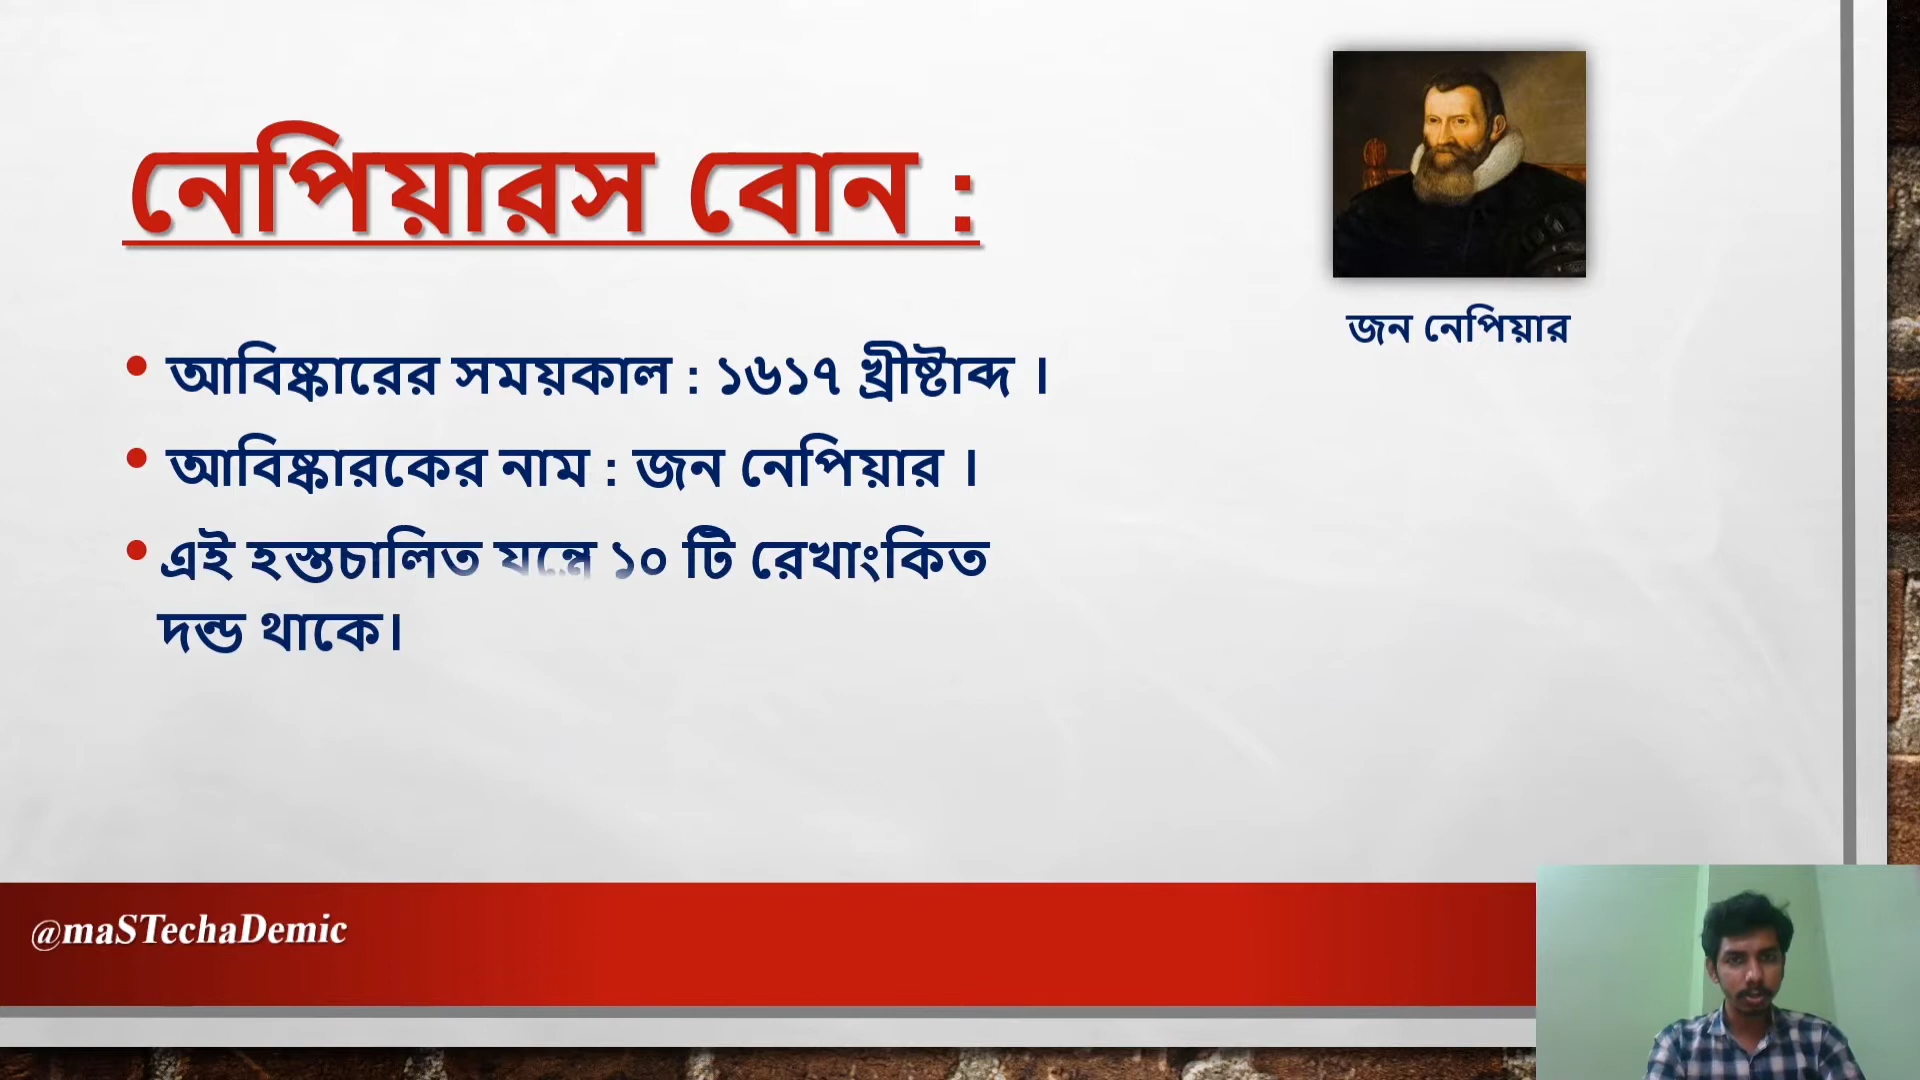 নেপিয়ারস বোন :
জন নেপিয়ার
• আবিষ্কারের সময়কাল : ১৬১৭ খ্রীষ্টাব্দ ।
• আবিষ্কারকের নাম : জন নেপিয়ার ।
• এই হস্তচালিত যন্ত্রে ১০ টি রেখাংকিত
দন্ড থাকে।
@maSTechaDemic